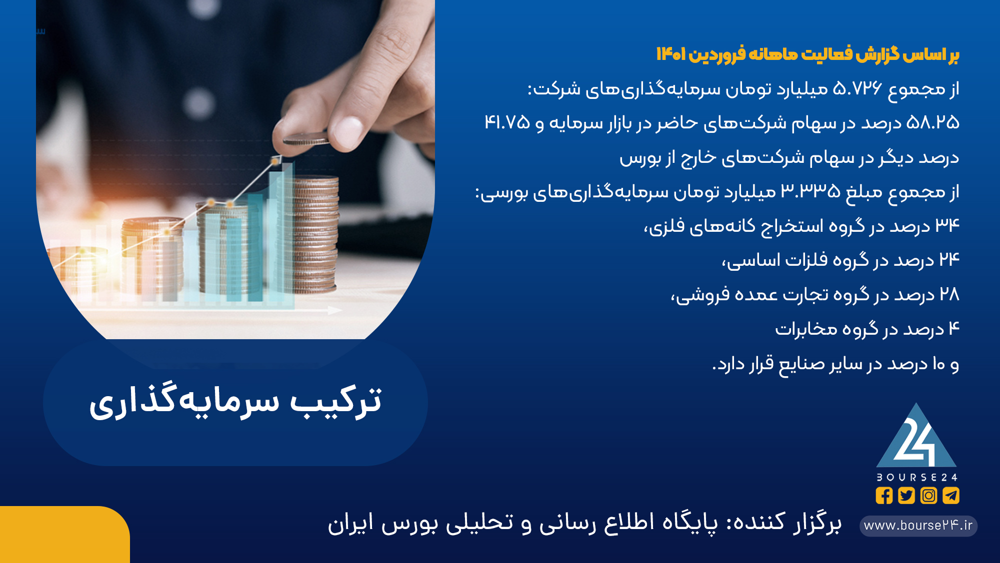 بر اساس گزارش فعالیت ماهانه فروردین ۱۴۰۱
از مجموع ۵.۷۲۶ میلیارد تومان سرمایه‌گذاری‌های شرکت:
۵۸.۲۵ درصد در سهام شرکت‌های حاضر در بازار سرمایه و ۴۱.۷۵
درصد دیگر در سهام شرکت‌های خارج از بورس
از مجموع مبلغ ۳.۳۳۵ میلیارد تومان سرمایه‌گذاری‌های بورسی:
۳۴ درصد در گروه استخراج کانه‌های فلزی،
۲۴ درصد در گروه فلزات اساسی،
۲۸ درصد در گروه تجارت عمده فروشی،
۴ درصد در گروه مخابرات
و ۱۰ درصد در سایر صنایع قرار دارد.
ترکیب سرمایه‌گذاری
24
BOURSE24
www.bourse۲۴.ir
برگزار کننده: پایگاه اطلاع رسانی و تحلیلی بورس ایران